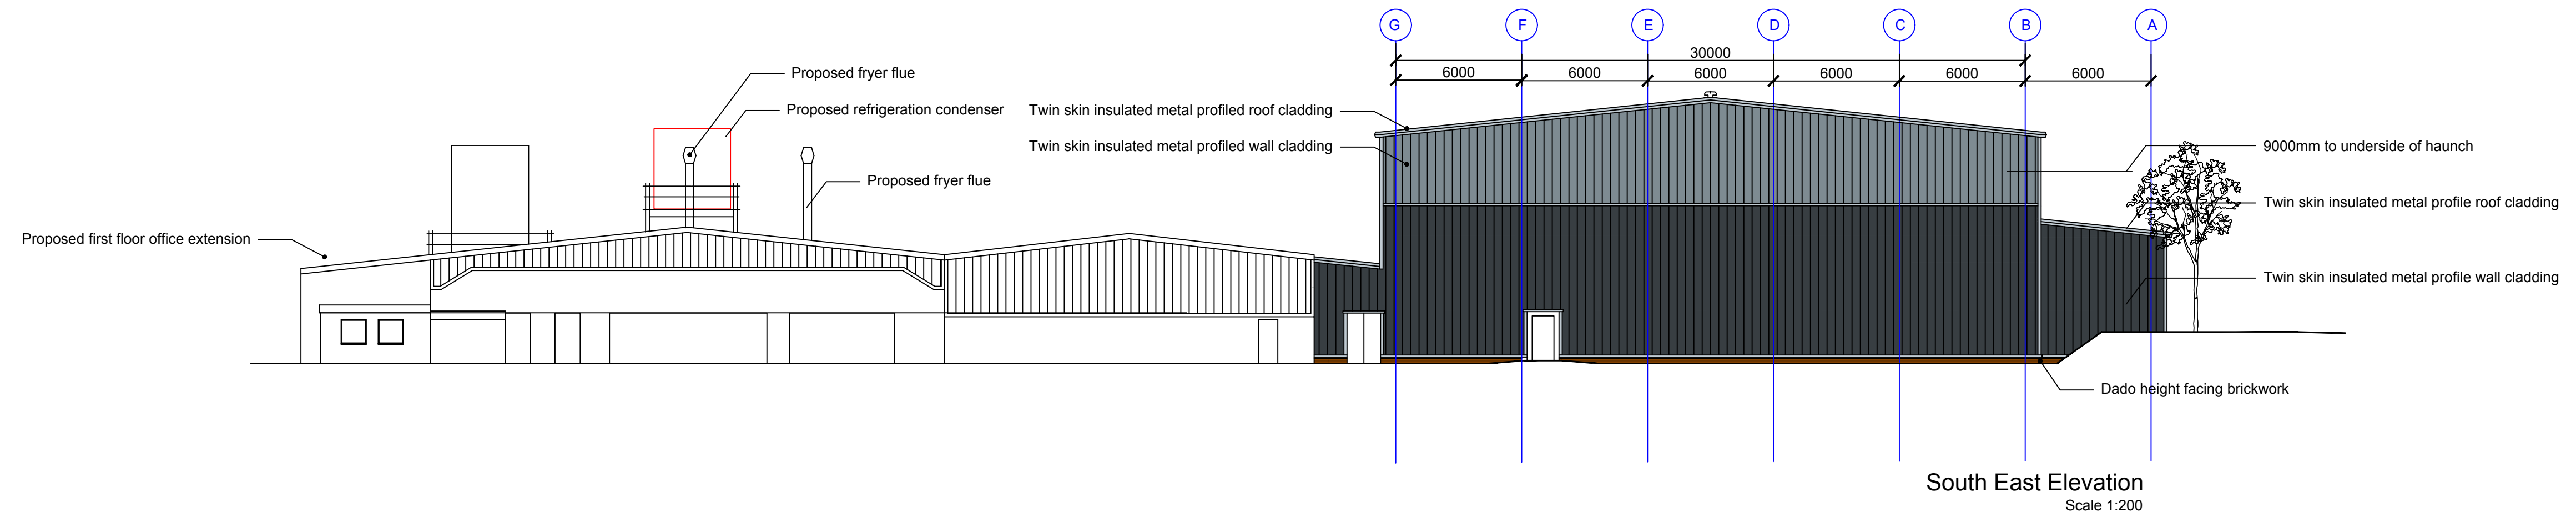 G F E D C B A
30000
6000 6000 6000 6000 6000 6000
Proposed fryer flue
Proposed refrigeration condenser
Twin skin insulated metal profiled roof cladding
Twin skin insulated metal profiled wall cladding
9000mm to underside of haunch
Proposed fryer flue
Twin skin insulated metal profile roof cladding
Proposed first floor office extension
Twin skin insulated metal profile wall cladding
Dado height facing brickwork
South East Elevation
Scale 1:200